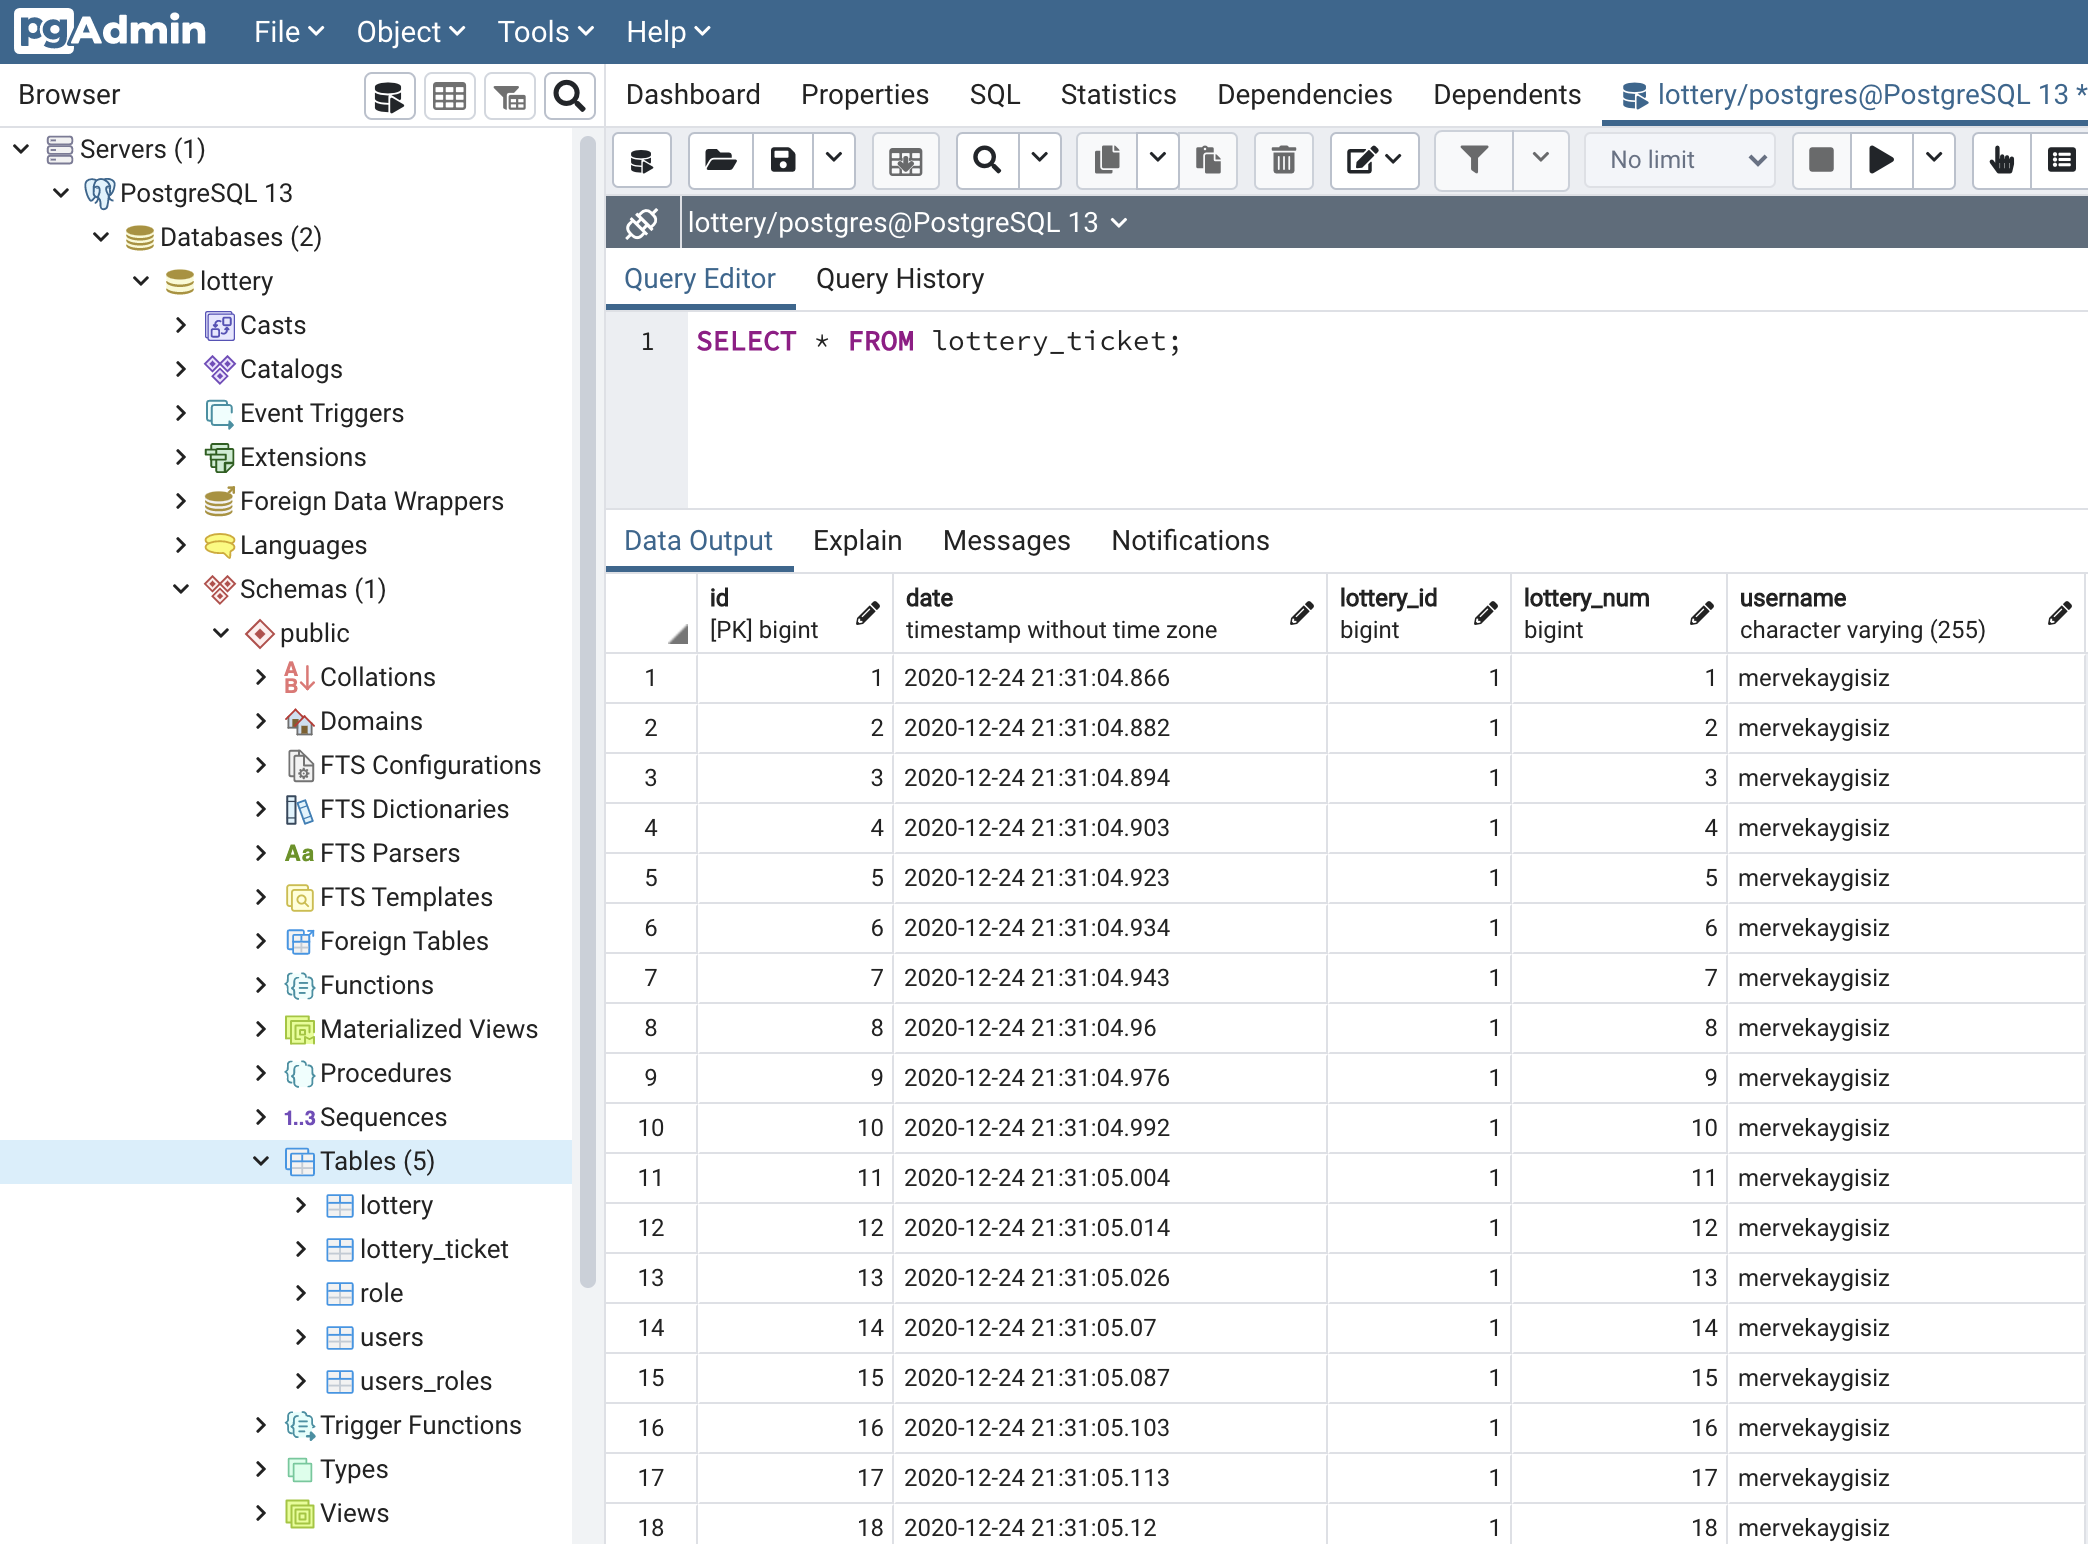 pgAdmin File Object Tools Help
Browser
Dashboard Properties SQL Statistics Dependencies Dependents lottery/postgres@PostgreSQL 13 *
No limit
Servers (1)
PostgreSQL 13
Databases (2)
lottery
Casts
Catalogs
Event Triggers
Extensions
Foreign Data Wrappers
Languages
Schemas (1)
public
A
B
Collations
Domains
FTS Configurations
FTS Dictionaries
Aa FTS Parsers
FTS Templates
Foreign Tables
Functions
Materialized Views
Procedures
1..3 Sequences
Tables (5)
lottery
lottery_ticket
role
users
users_roles
Trigger Functions
Types
Views
lottery/postgres@PostgreSQL 13
Query Editor Query History
1 SELECT * FROM lottery_ticket;
Data Output Explain Messages Notifications
id date lottery_id lottery_num username
[PK] bigint timestamp without time zone bigint bigint character varying (255)
1 1 2020-12-24 21:31:04.866 1 1 mervekaygisiz
2 2 2020-12-24 21:31:04.882 1 2 mervekaygisiz
3 3 2020-12-24 21:31:04.894 1 3 mervekaygisiz
4 4 2020-12-24 21:31:04.903 1 4 mervekaygisiz
5 5 2020-12-24 21:31:04.923 1 5 mervekaygisiz
6 6 2020-12-24 21:31:04.934 1 6 mervekaygisiz
7 7 2020-12-24 21:31:04.943 1 7 mervekaygisiz
8 8 2020-12-24 21:31:04.96 1 8 mervekaygisiz
9 9 2020-12-24 21:31:04.976 1 9 mervekaygisiz
10 10 2020-12-24 21:31:04.992 1 10 mervekaygisiz
11 11 2020-12-24 21:31:05.004 1 11 mervekaygisiz
12 12 2020-12-24 21:31:05.014 1 12 mervekaygisiz
13 13 2020-12-24 21:31:05.026 1 13 mervekaygisiz
14 14 2020-12-24 21:31:05.07 1 14 mervekaygisiz
15 15 2020-12-24 21:31:05.087 1 15 mervekaygisiz
16 16 2020-12-24 21:31:05.103 1 16 mervekaygisiz
17 17 2020-12-24 21:31:05.113 1 17 mervekaygisiz
18 18 2020-12-24 21:31:05.12 1 18 mervekaygisiz